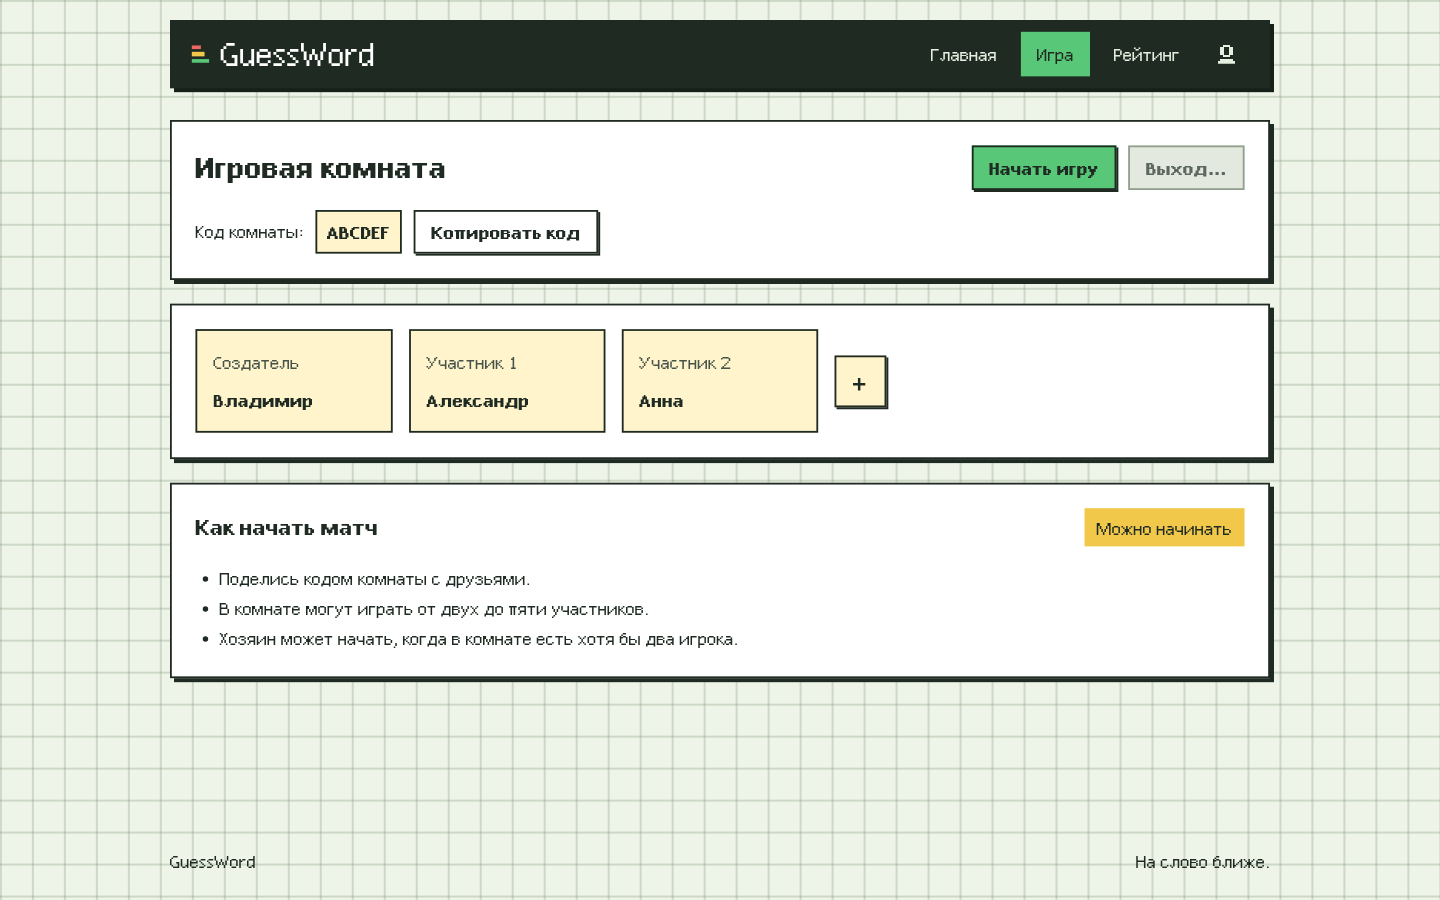 GuessWord
Главная
Игра
Рейтинг
Игровая комната
Начать игру
Выход...
Код комнаты:
ABCDEF
Копировать код
Создатель
Владимир
Участник 1
Александр
Участник 2
Анна
+
Как начать матч
Можно начинать
• Поделись кодом комнаты с друзьями.
• В комнате могут играть от двух до пяти участников.
• Хозяин может начать, когда в комнате есть хотя бы два игрока.
GuessWord
На слово ближе.